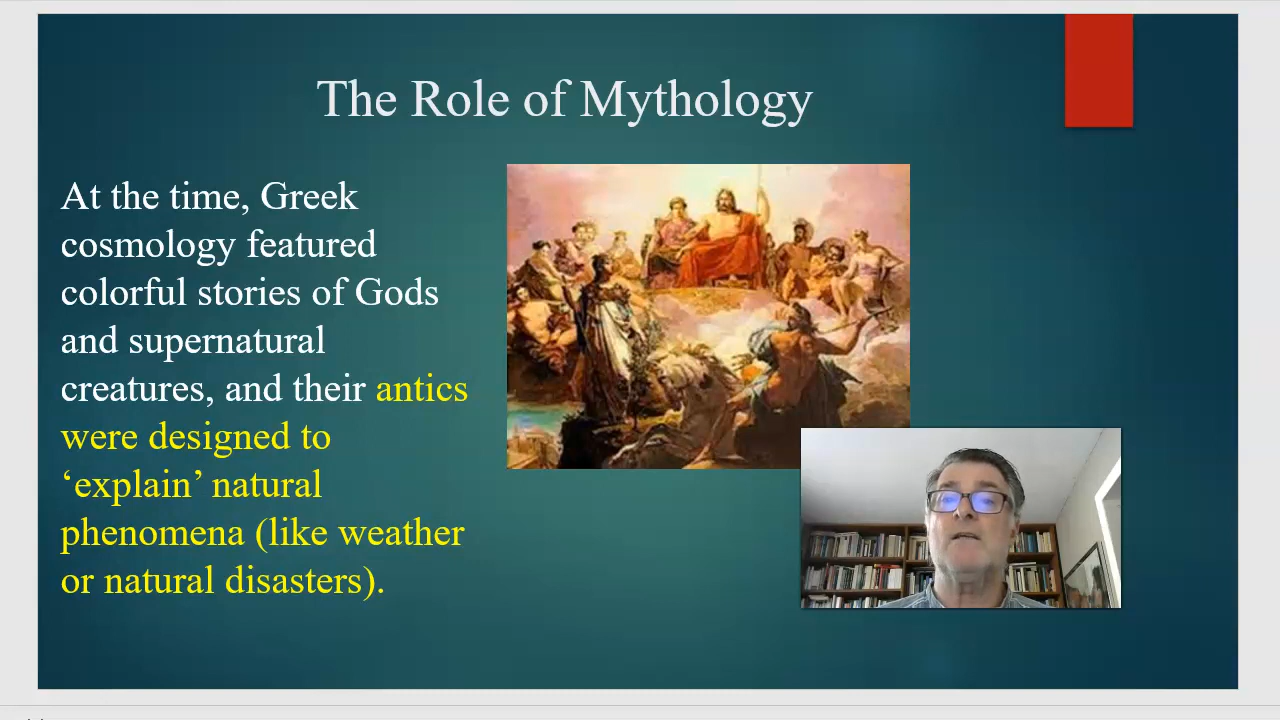 The Role of Mythology
At the time, Greek
cosmology featured
colorful stories of Gods
and supernatural
creatures, and their antics
were designed to
‘explain’ natural
phenomena (like weather
or natural disasters).